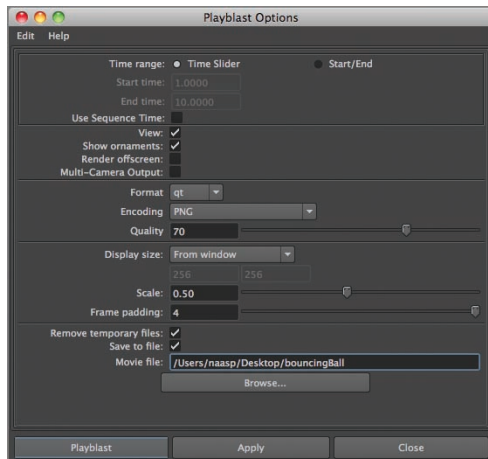 Playblast Options
Edit Help
Time range: Time Slider Start/End
Start time: 1.0000
End time: 10.0000
Use Sequence Time:
View:
Show ornaments:
Render offscreen:
Multi-Camera Output:
Format qt
Encoding PNG
Quality 70
Display size: From window
256 256
Scale: 0.50
Frame padding: 4
Remove temporary files:
Save to file:
Movie file: /Users/naasp/Desktop/bouncingBall
Browse...
Playblast Apply Close